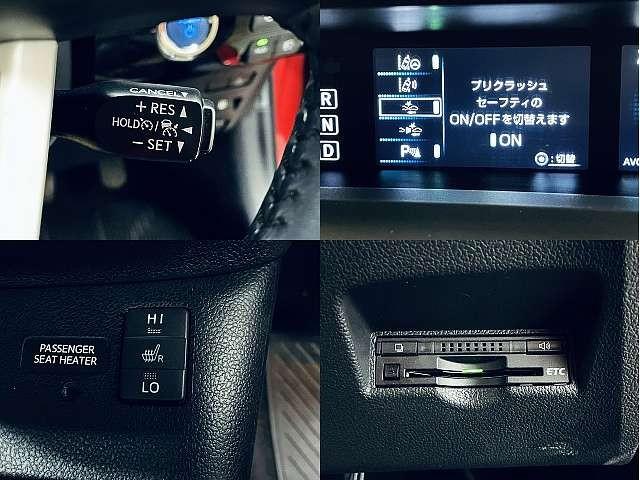 CANCEL
+ RES
HOLD
− SET
R
N
D
プリクラッシュ
セーフティの
ON/OFFを切替えます
ON
:切替
AVG
PASSENGER
SEAT HEATER
HI
R
LO
ETC